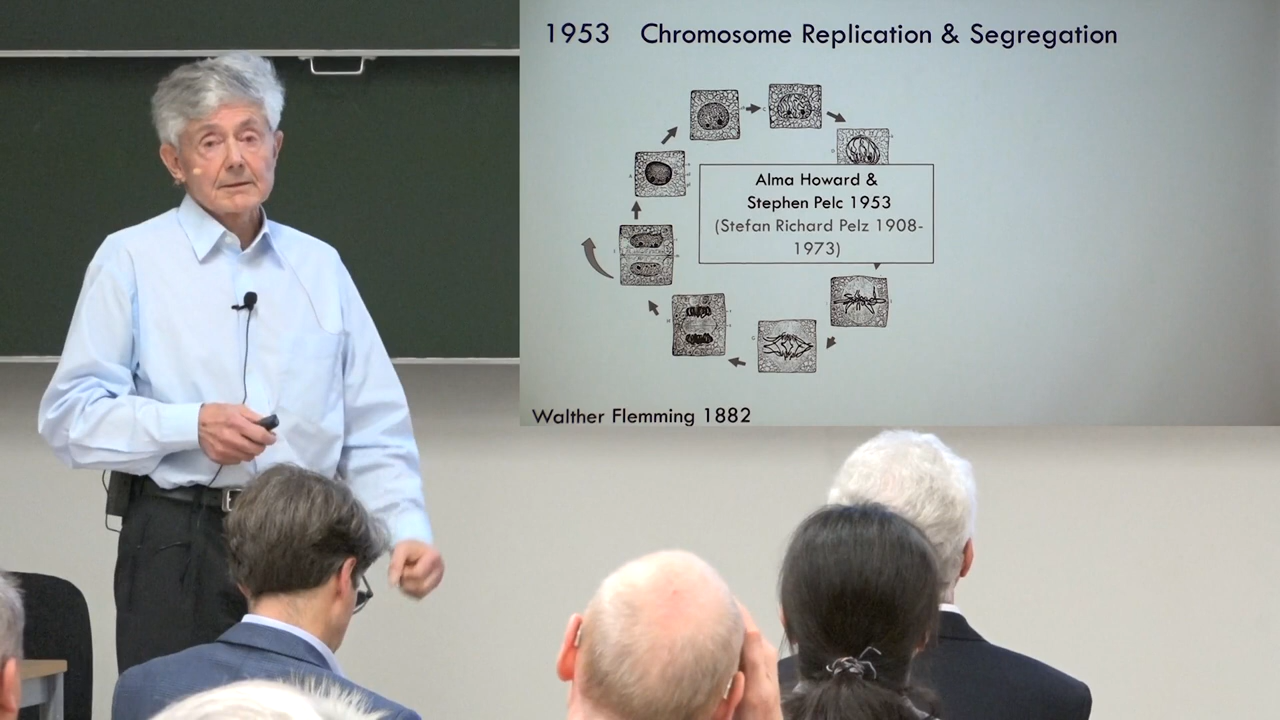 1953 Chromosome Replication & Segregation
Alma Howard &
Stephen Pelc 1953
(Stefan Richard Pelz 1908-
1973)
Walther Flemming 1882